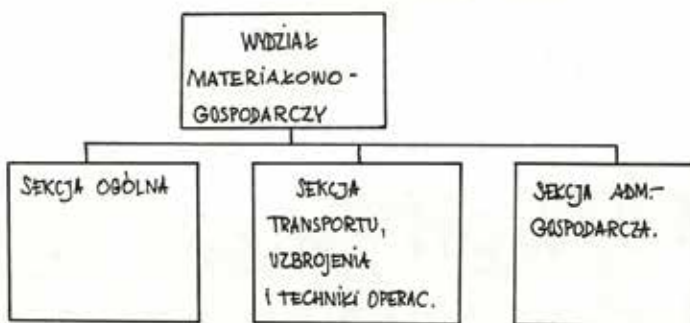 WYDZIAŁ
MATERIAŁOWO-
GOSPODARCZY
SEKCJA OGÓLNA
SEKCJA
TRANSPORTU,
UZBROJENIA
I TECHNIKI OPERAC.
SEKCJA ADM.-
GOSPODARCZA.